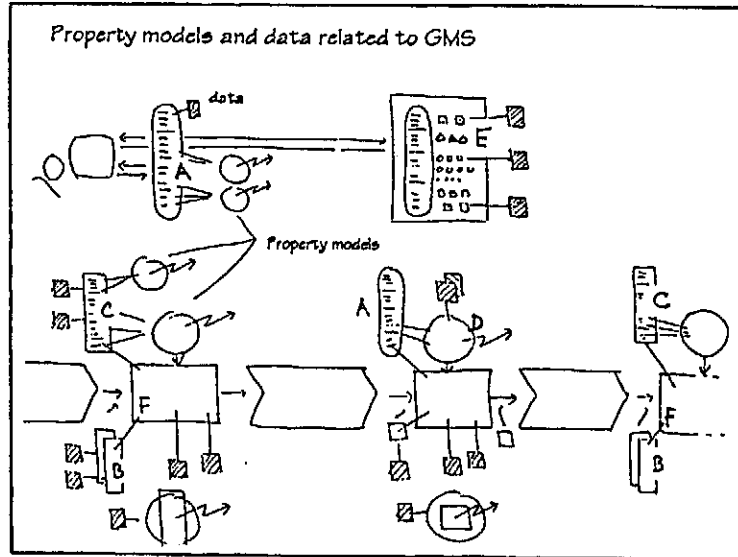 Property models and data related to GMS
data
A
E
Property models
C
A
D
C
F
F
B
B